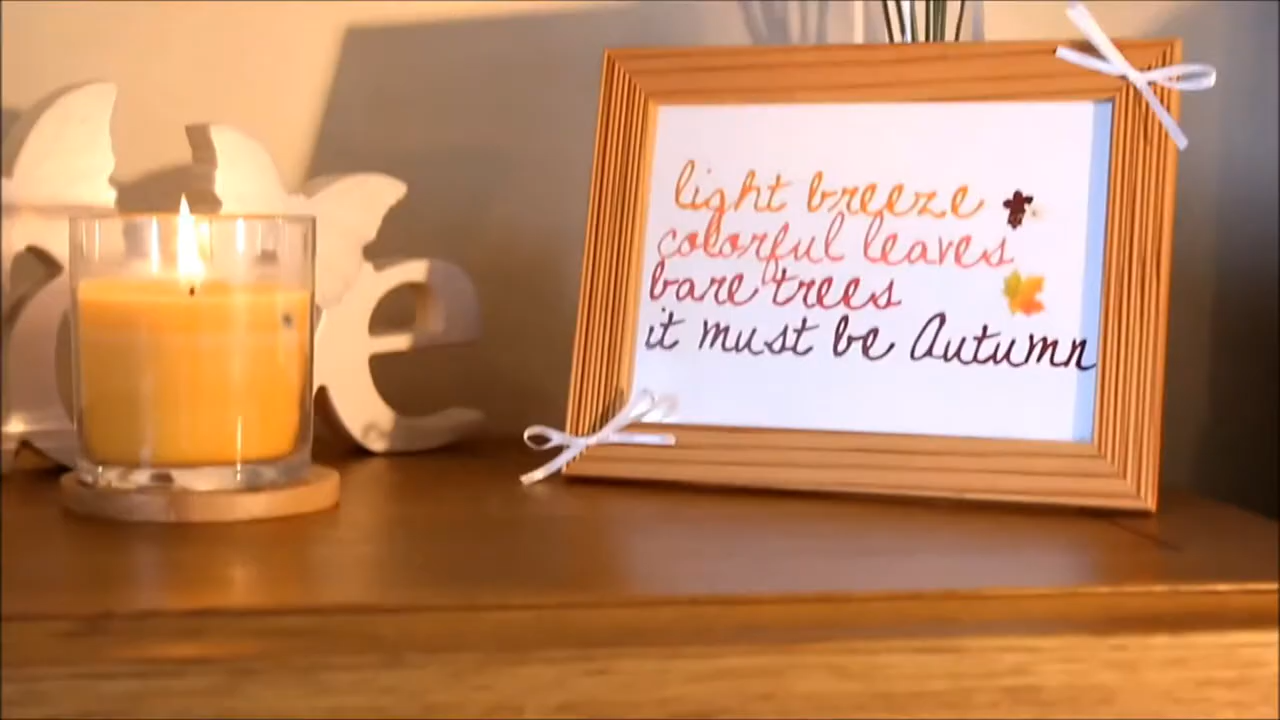 light breeze
colorful leaves
bare trees
it must be Autumn